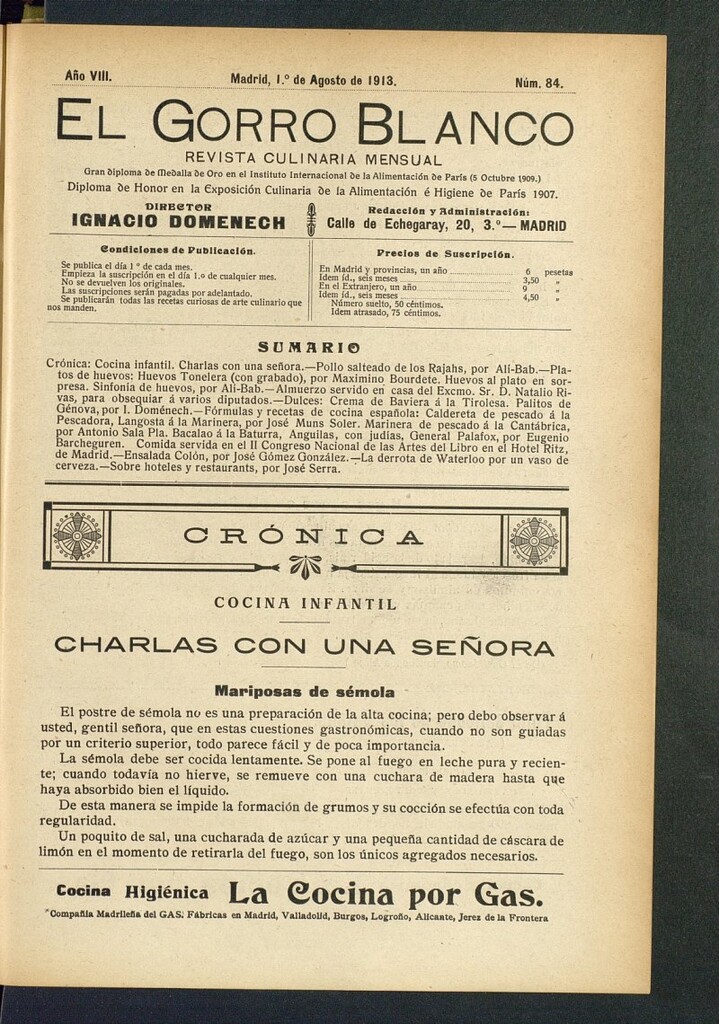 Año VIII. Madrid, 1.º de Agosto de 1913. Núm. 84.
EL GORRO BLANCO
REVISTA CULINARIA MENSUAL
Gran diploma de Medalla de Oro en el Instituto Internacional de la Alimentación de París (5 Octubre 1909.)
Diploma de Honor en la Exposición Culinaria de la Alimentación é Higiene de París 1907.
DIRECTOR
IGNACIO DOMENECH
Redacción y Administración:
Calle de Echegaray, 20, 3.º—MADRID
Condiciones de Publicación.
Se publica el día 1º de cada mes.
Empieza la suscripción en el día 1.º de cualquier mes.
No se devuelven los originales.
Las suscripciones serán pagadas por adelantado.
Se publicarán todas las recetas curiosas de arte culinario que
nos manden.
Precios de Suscripción.
En Madrid y provincias, un año 6 pesetas
Idem íd., seis meses 3,50 »
En el Extranjero, un año 9 »
Idem íd., seis meses 4,50 »
Número suelto, 50 céntimos.
Idem atrasado, 75 céntimos.
SUMARIO
Crónica: Cocina infantil. Charlas con una señora.—Pollo salteado de los Rajahs, por Alí-Bab.—Pla-
tos de huevos: Huevos Tonelera (con grabado), por Maximino Bourdete. Huevos al plato en sor-
presa. Sinfonía de huevos, por Alí-Bab.—Almuerzo servido en casa del Excmo. Sr. D. Natalio Ri-
vas, para obsequiar á varios diputados.—Dulces: Crema de Baviera á la Tirolesa. Palitos de
Génova, por I. Doménech.—Fórmulas y recetas de cocina española: Caldereta de pescado á la
Pescadora, Langosta á la Marinera, por José Muns Soler. Marinera de pescado á la Cantábrica,
por Antonio Sala Pla. Bacalao á la Baturra, Anguilas, con judías, General Palafox, por Eugenio
Barcheguren. Comida servida en el II Congreso Nacional de las Artes del Libro en el Hotel Ritz,
de Madrid.—Ensalada Colón, por José Gómez González.—La derrota de Waterloo por un vaso de
cerveza.—Sobre hoteles y restaurants, por José Serra.
CRÓNICA
COCINA INFANTIL
CHARLAS CON UNA SEÑORA
Mariposas de sémola
El postre de sémola no es una preparación de la alta cocina; pero debo observar á
usted, gentil señora, que en estas cuestiones gastronómicas, cuando no son guiadas
por un criterio superior, todo parece fácil y de poca importancia.
La sémola debe ser cocida lentamente. Se pone al fuego en leche pura y recien-
te; cuando todavía no hierve, se remueve con una cuchara de madera hasta que
haya absorbido bien el líquido.
De esta manera se impide la formación de grumos y su cocción se efectúa con toda
regularidad.
Un poquito de sal, una cucharada de azúcar y una pequeña cantidad de cáscara de
limón en el momento de retirarla del fuego, son los únicos agregados necesarios.
Cocina Higiénica La Cocina por Gas.
Compañia Madrileña del GAS. Fábricas en Madrid, Valladolid, Burgos, Logroño, Alicante, Jerez de la Frontera